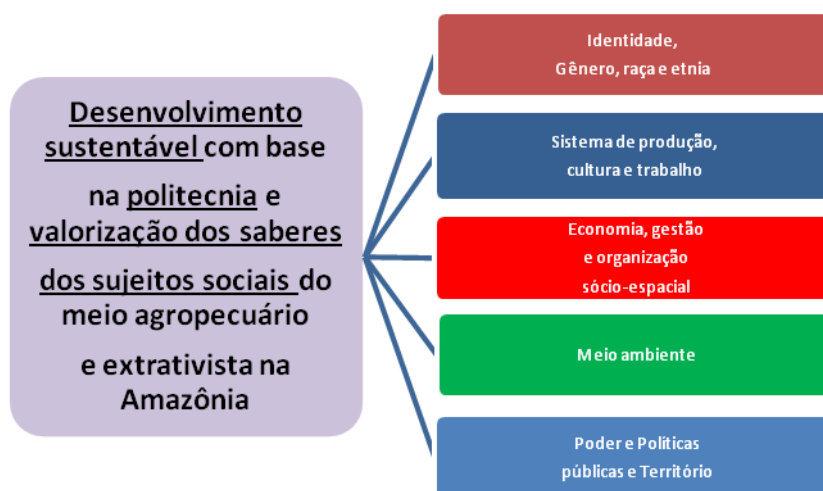 Desenvolvimento
sustentável com base
na politecnia e
valorização dos saberes
dos sujeitos sociais do
meio agropecuário
e extrativista na
Amazônia
Identidade,
Gênero, raça e etnia
Sistema de produção,
cultura e trabalho
Economia, gestão
e organização
sócio-espacial
Meio ambiente
Poder e Políticas
públicas e Território